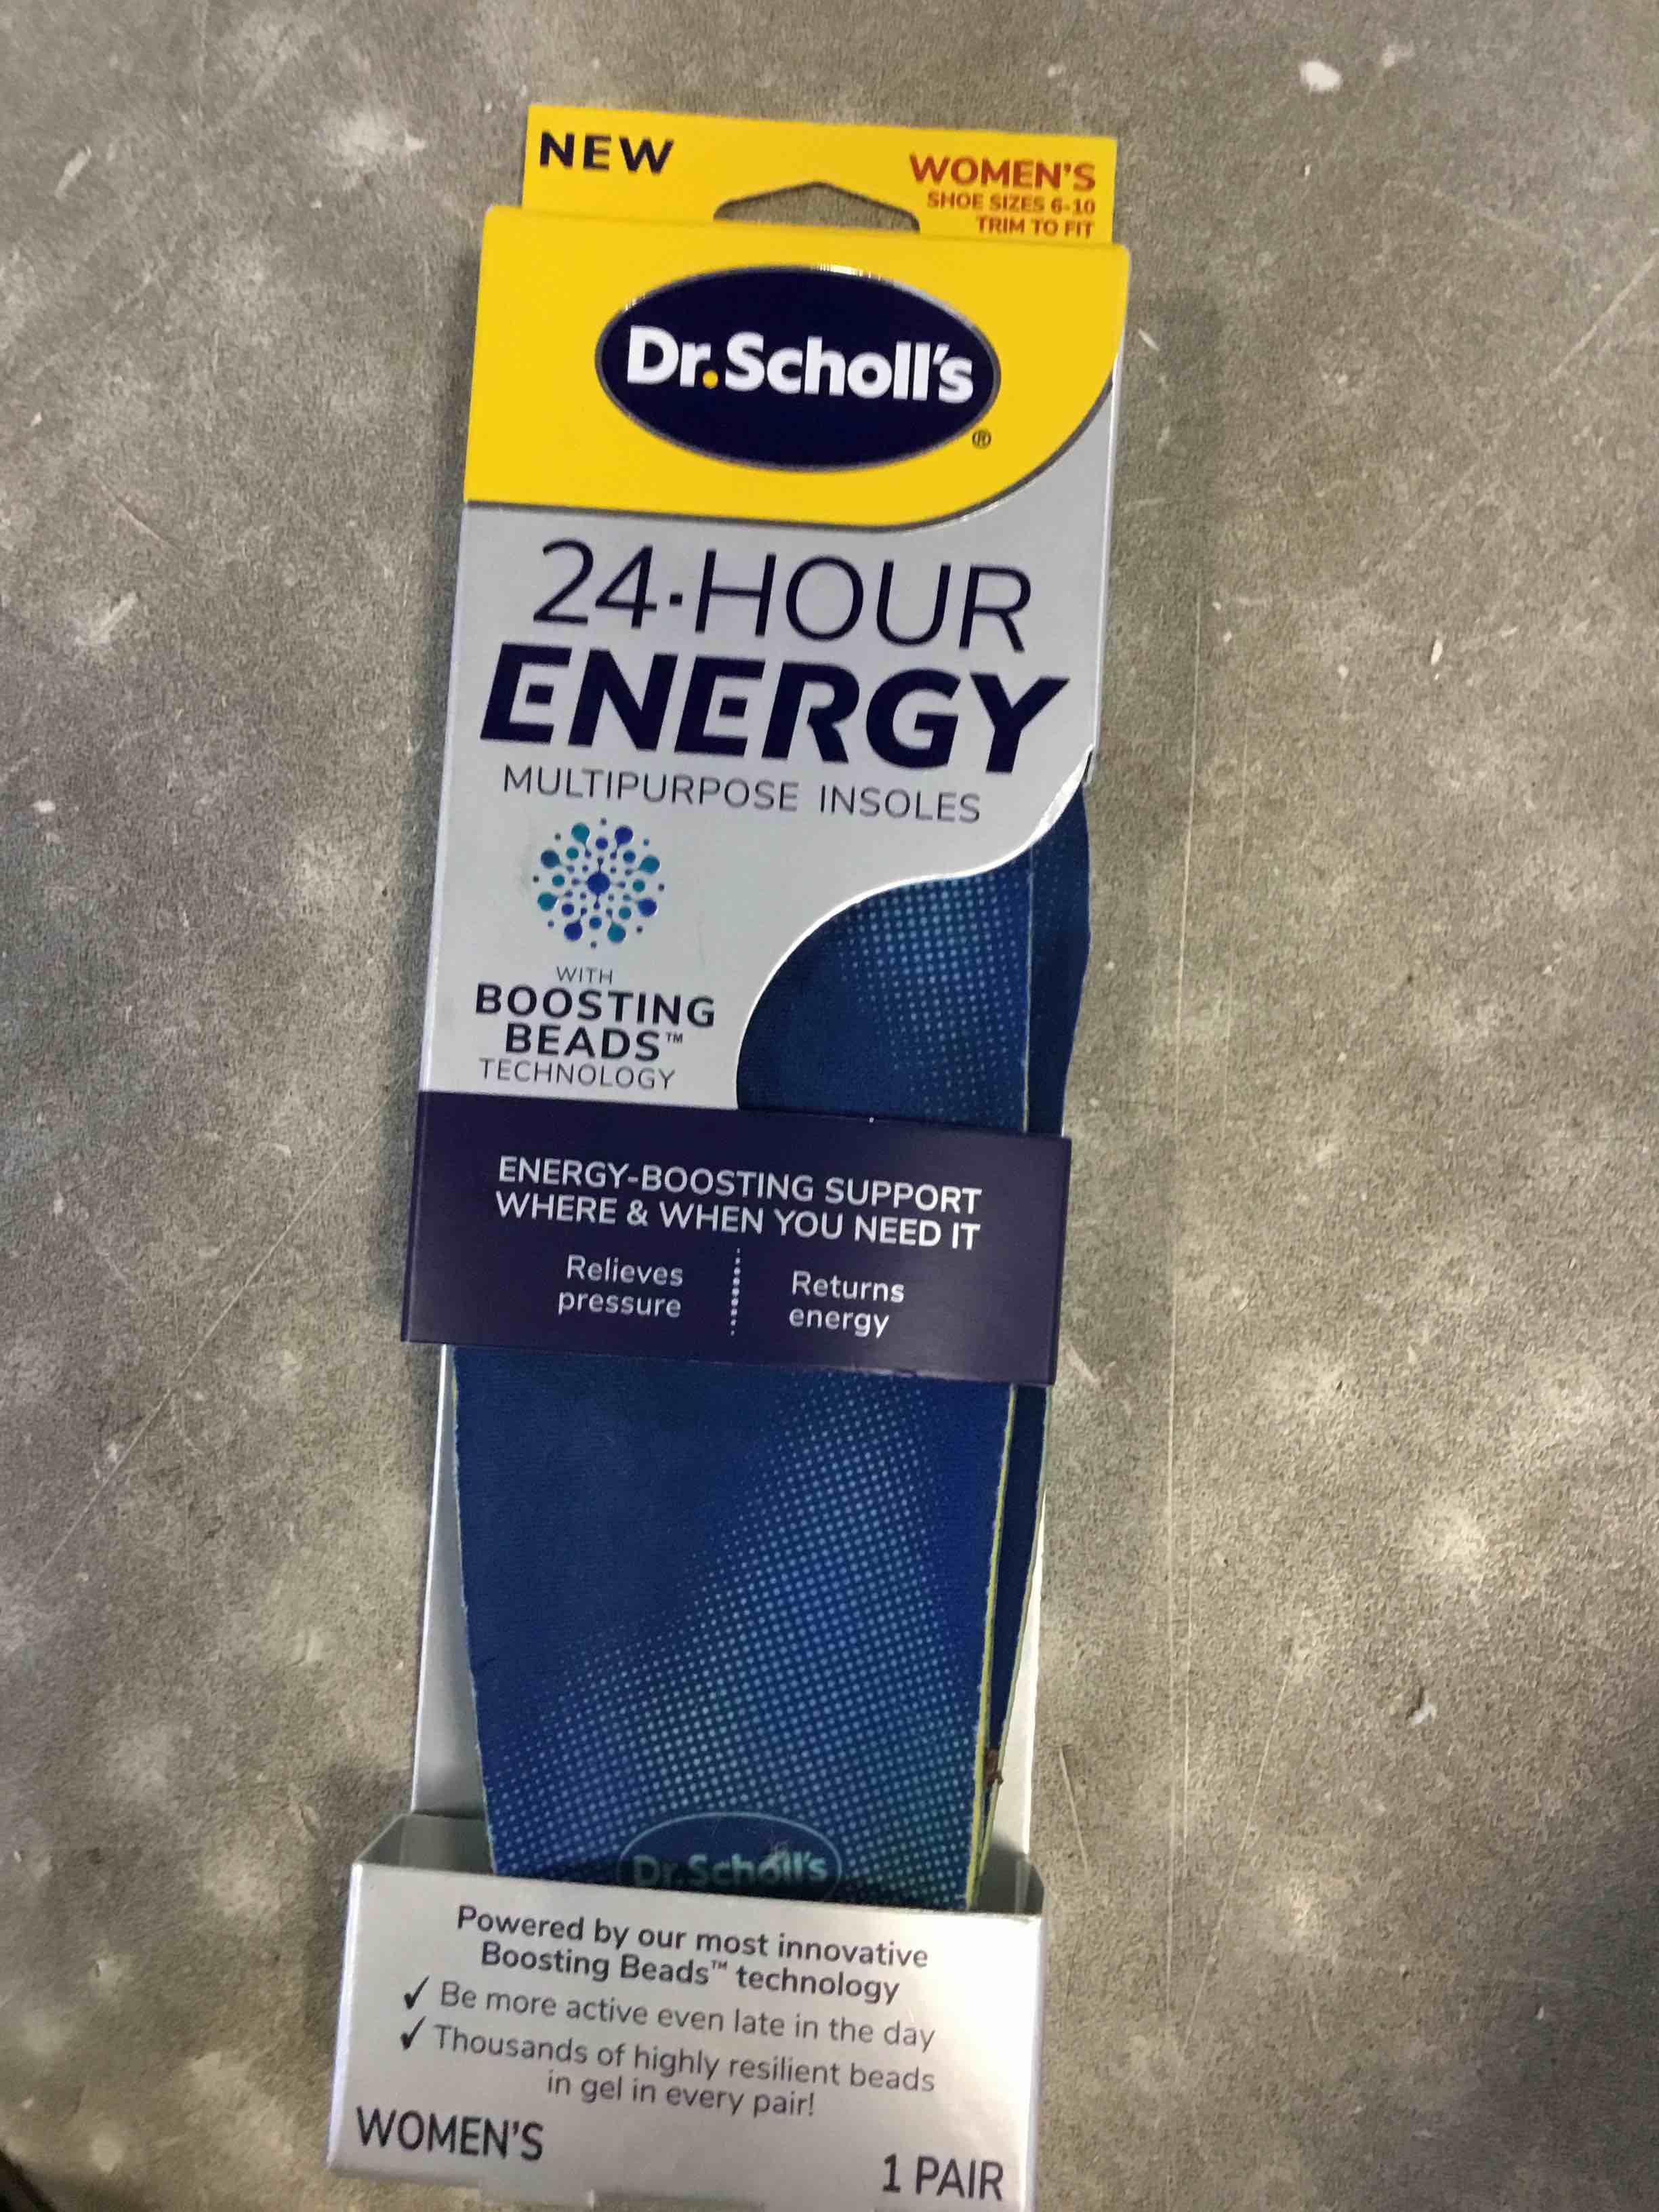 NEW
WOMEN'S
SHOE SIZES 6-10
TRIM TO FIT
Dr.Scholl's
®
24·HOUR
ENERGY
MULTIPURPOSE INSOLES
WITH
BOOSTING
BEADS™
TECHNOLOGY
ENERGY-BOOSTING SUPPORT
WHERE & WHEN YOU NEED IT
Relieves
pressure
Returns
energy
Dr.Scholl's
Powered by our most innovative
Boosting Beads™ technology
✓ Be more active even late in the day
✓ Thousands of highly resilient beads
in gel in every pair!
WOMEN'S
1 PAIR